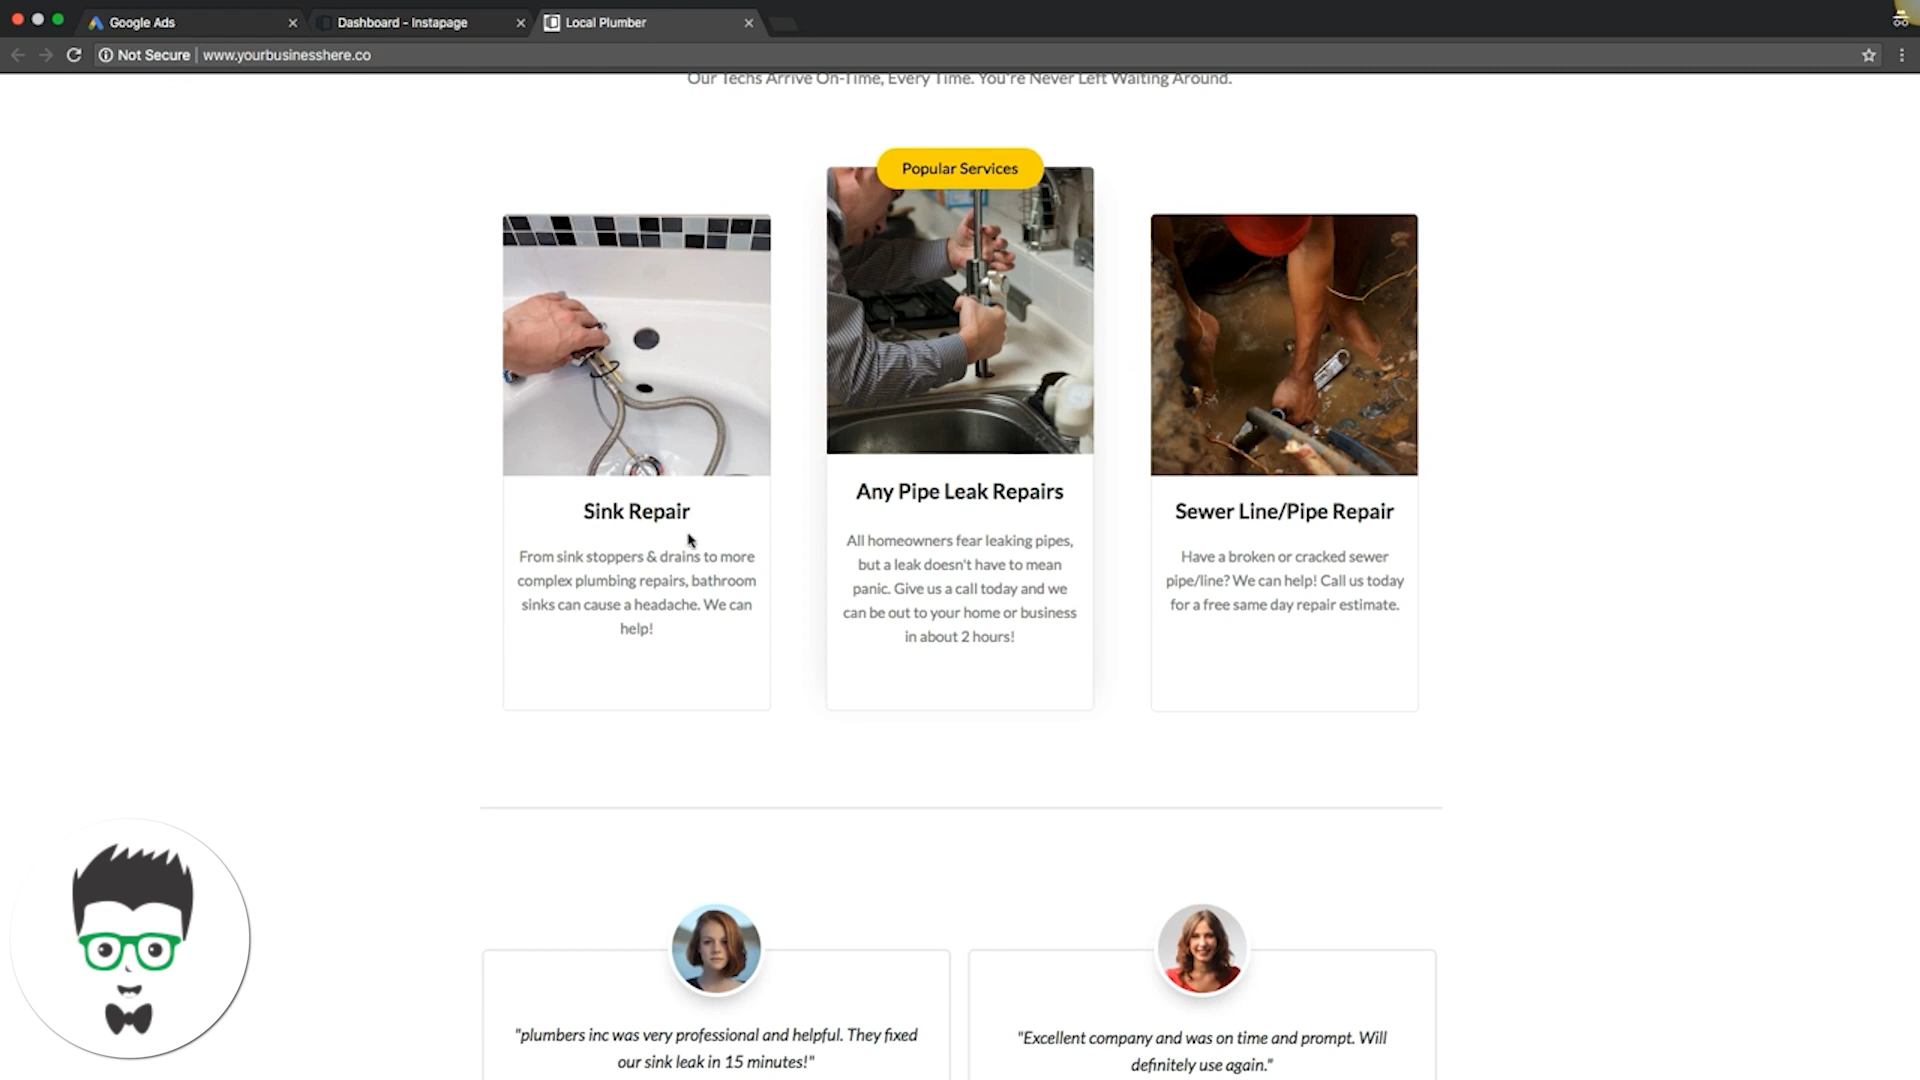 Google Ads
Dashboard - Instapage
Local Plumber
Not Secure | www.yourbusinesshere.co
Our Techs Arrive On-Time, Every Time. You're Never Left Waiting Around.
Popular Services
Sink Repair
From sink stoppers & drains to more
complex plumbing repairs, bathroom
sinks can cause a headache. We can
help!
Any Pipe Leak Repairs
All homeowners fear leaking pipes,
but a leak doesn't have to mean
panic. Give us a call today and we
can be out to your home or business
in about 2 hours!
Sewer Line/Pipe Repair
Have a broken or cracked sewer
pipe/line? We can help! Call us today
for a free same day repair estimate.
"plumbers inc was very professional and helpful. They fixed
our sink leak in 15 minutes!"
"Excellent company and was on time and prompt. Will
definitely use again."